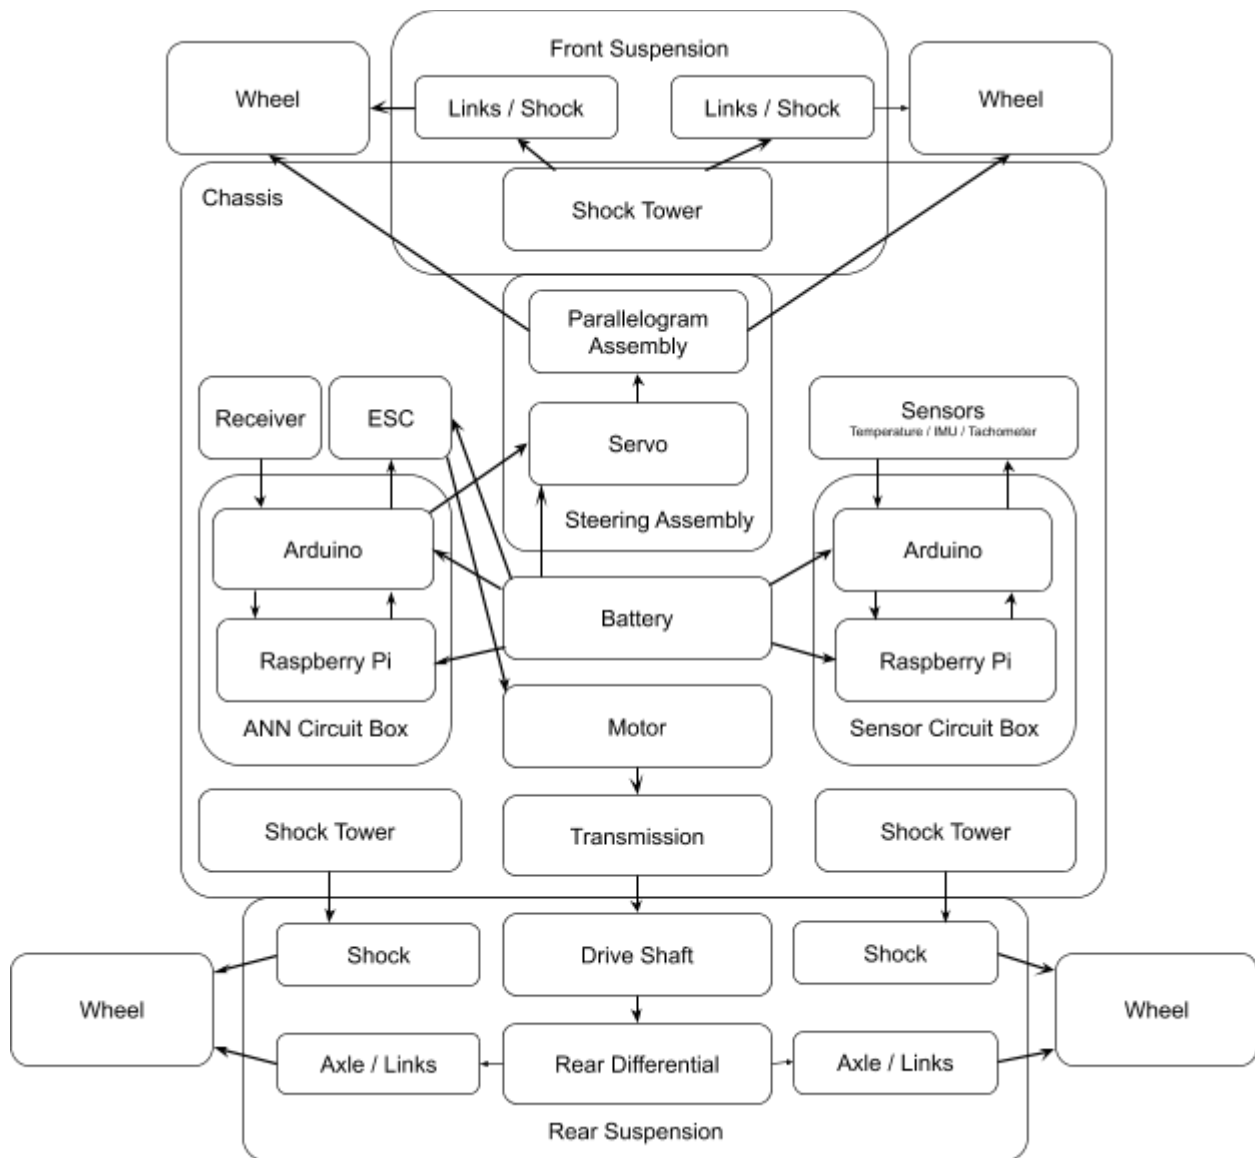 Front Suspension
Wheel
Links / Shock
Links / Shock
Wheel
Chassis
Shock Tower
Parallelogram
Assembly
Receiver
ESC
Servo
Sensors
Temperature / IMU / Tachometer
Steering Assembly
Arduino
Arduino
Battery
Raspberry Pi
Raspberry Pi
ANN Circuit Box
Motor
Sensor Circuit Box
Shock Tower
Transmission
Shock Tower
Shock
Drive Shaft
Shock
Wheel
Wheel
Axle / Links
Rear Differential
Axle / Links
Rear Suspension